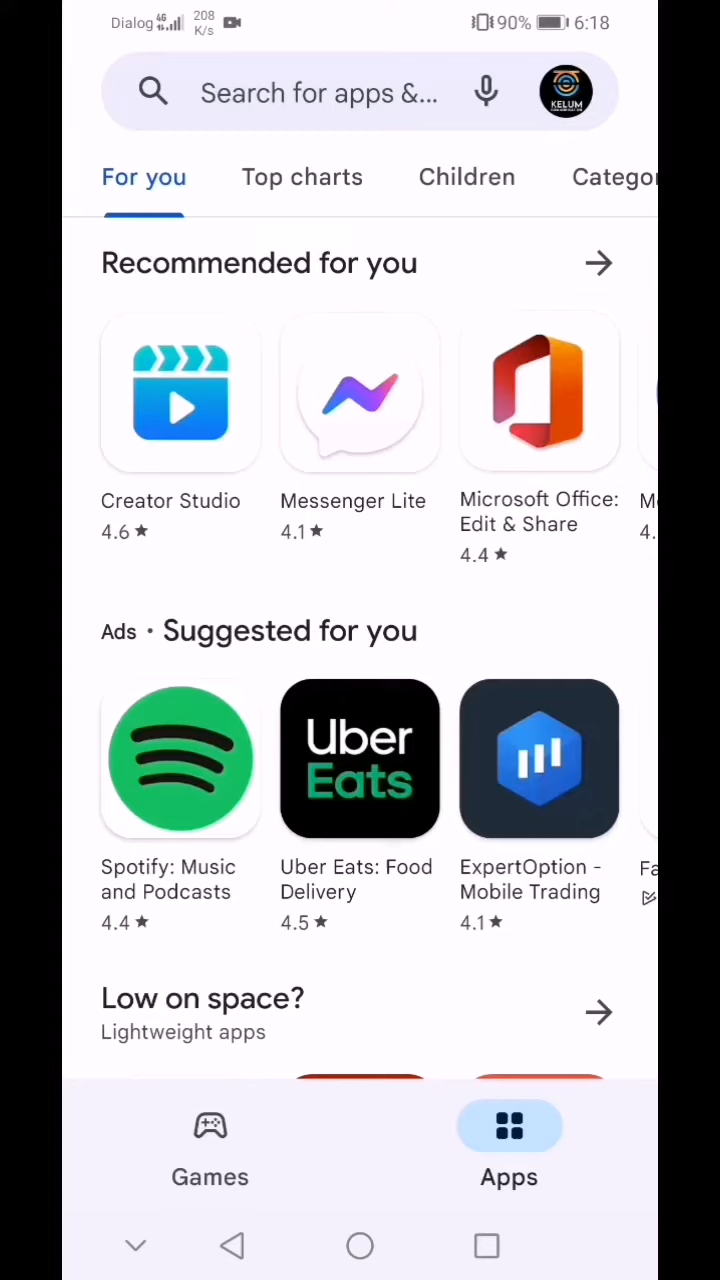 Dialog 4G 208 K/s 90% 6:18
Search for apps &...
KELUM
For you Top charts Children Categor
Recommended for you
Creator Studio Messenger Lite Microsoft Office: Edit & Share
4.6 4.1 4.4 4.
Ads • Suggested for you
Uber Eats
Spotify: Music and Podcasts Uber Eats: Food Delivery ExpertOption - Mobile Trading Fa
4.4 4.5 4.1
Low on space?
Lightweight apps
Games Apps